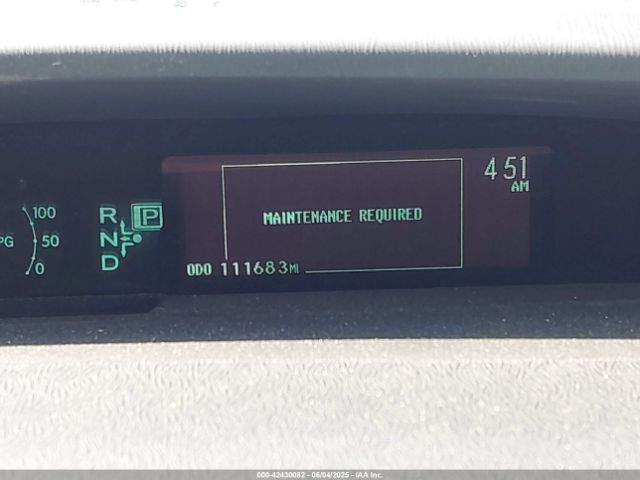 4 51
AM
MAINTENANCE REQUIRED
100
50
0
PG
R
P
N
D
ODO 111683 MI
000-42430082 - 06/04/2025 - IAA Inc.